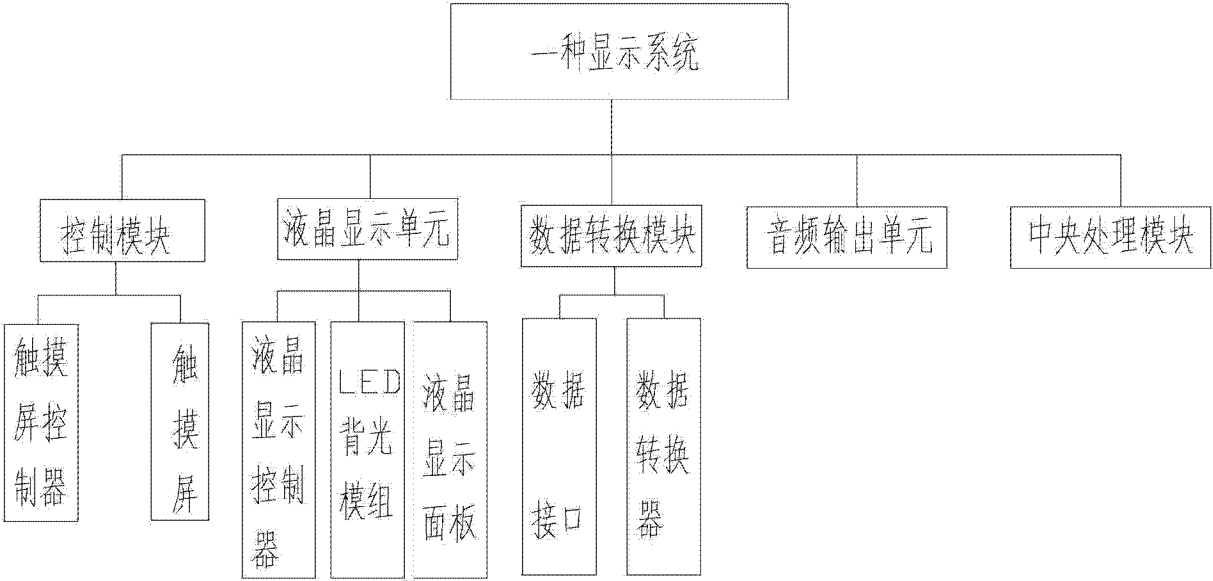 一种显示系统
控制模块
液晶显示单元
数据转换模块
音频输出单元
中央处理模块
触摸
屏控
制器
触
摸
屏
液晶
显示
控制
器
LED
背光
模组
液晶
显示
面板
数据
接口
数据
转换
器